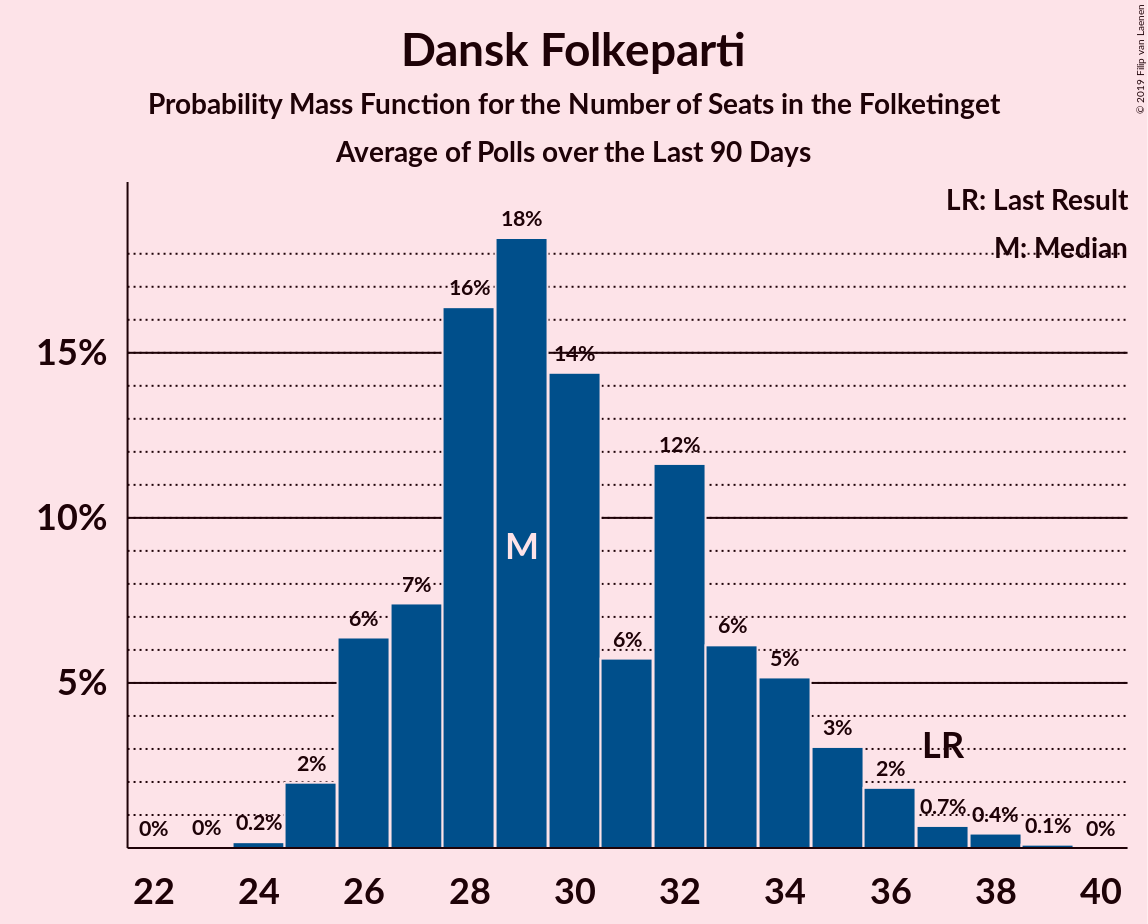 Dansk Folkeparti
Probability Mass Function for the Number of Seats in the Folketinget
Average of Polls over the Last 90 Days
© 2019 Filip van Laenen
LR: Last Result
M: Median
18%
16%
15%
14%
12%
10%
M
7%
6%
6%
6%
5%
5%
3%
LR
2%
2%
0.7%
0.4%
0.2%
0.1%
0%
0%
0%
22 24 26 28 30 32 34 36 38 40